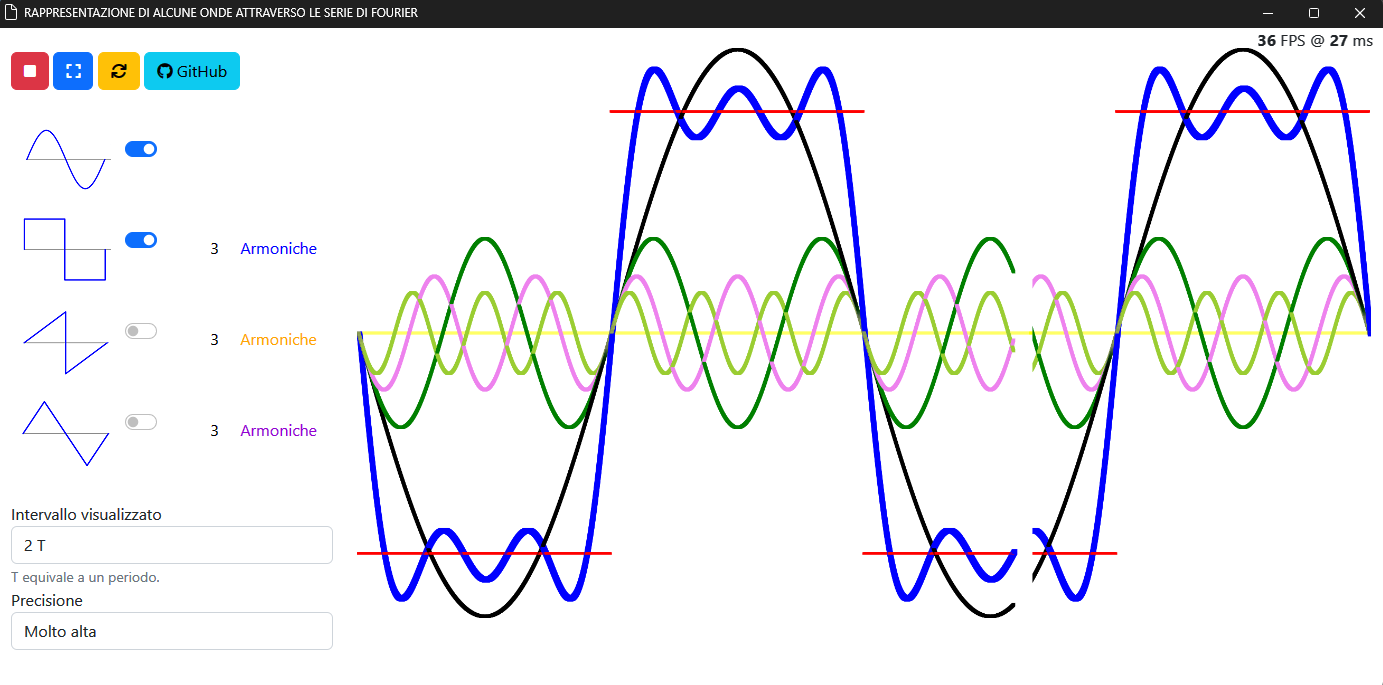 RAPPRESENTAZIONE DI ALCUNE ONDE ATTRAVERSO LE SERIE DI FOURIER
36 FPS @ 27 ms
GitHub
3 Armoniche
3 Armoniche
3 Armoniche
Intervallo visualizzato
2 T
T equivale a un periodo.
Precisione
Molto alta